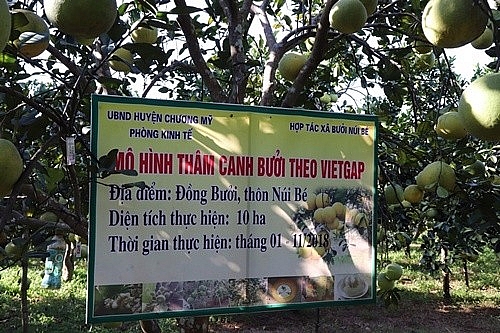 UBND HUYỆN CHƯƠNG MỸ
PHÒNG KINH TẾ
HỢP TÁC XÃ BƯỞI NÚI BÉ
MÔ HÌNH THÂM CANH BƯỞI THEO VIETGAP
Địa điểm: Đồng Bưởi, thôn Núi Bé
Diện tích thực hiện: 10 ha
Thời gian thực hiện: tháng 01 - 11/2018